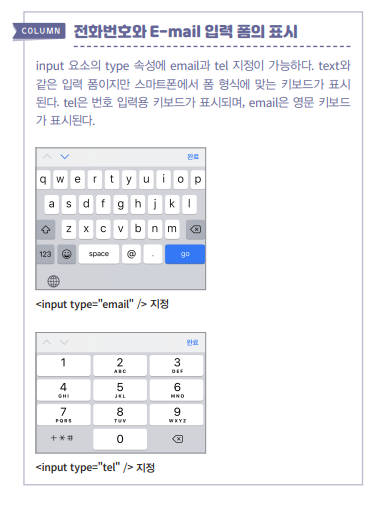 COLUMN 전화번호와 E-mail 입력 폼의 표시
input 요소의 type 속성에 email과 tel 지정이 가능하다. text와
같은 입력 폼이지만 스마트폰에서 폼 형식에 맞는 키보드가 표시
된다. tel은 번호 입력용 키보드가 표시되며, email은 영문 키보드
가 표시된다.
완료
q w e r t y u i o p
a s d f g h j k l
z x c v b n m
123 space @ . go
<input type="email" /> 지정
완료
1 2 3
ABC DEF
4 5 6
GHI JKL MNO
7 8 9
PQRS TUV WXYZ
+*# 0
<input type="tel" /> 지정